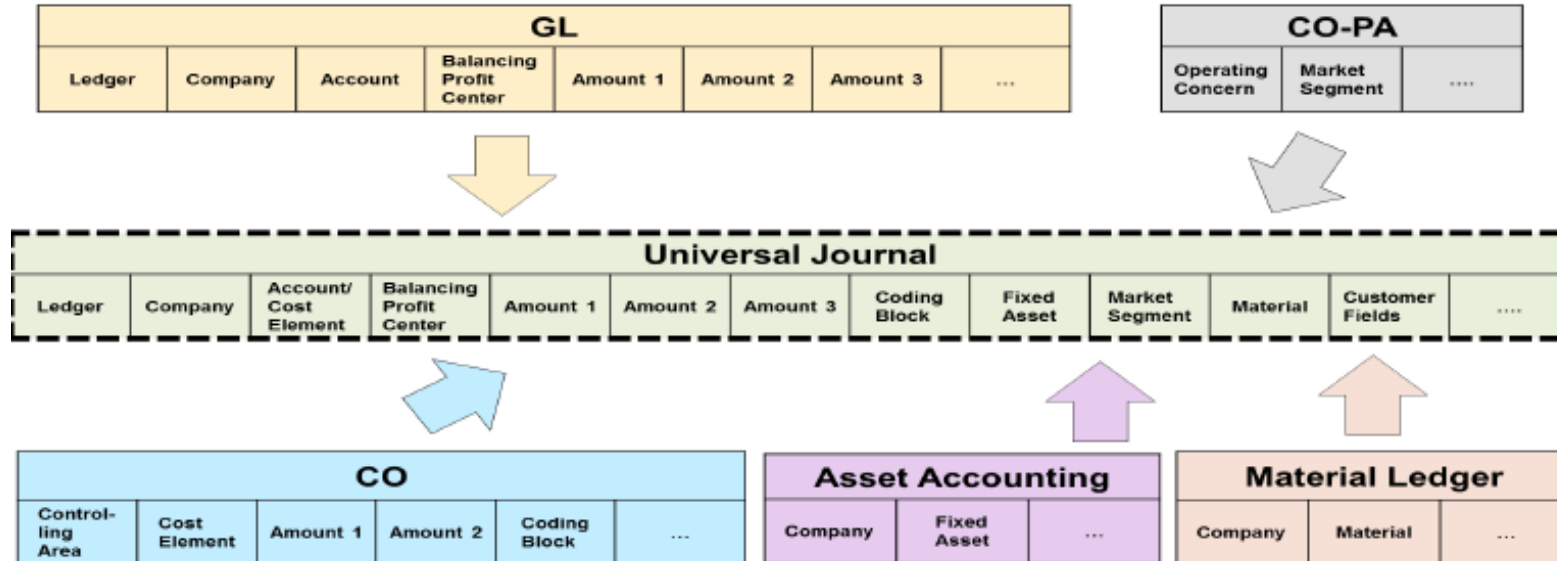 GL
CO-PA
Ledger
Company
Account
Balancing
Profit
Center
Amount 1
Amount 2
Amount 3
...
Operating
Concern
Market
Segment
....
Universal Journal
Ledger
Company
Account/
Cost
Element
Balancing
Profit
Center
Amount 1
Amount 2
Amount 3
Coding
Block
Fixed
Asset
Market
Segment
Material
Customer
Fields
....
CO
Asset Accounting
Material Ledger
Control-
ling
Area
Cost
Element
Amount 1
Amount 2
Coding
Block
...
Company
Fixed
Asset
...
Company
Material
...